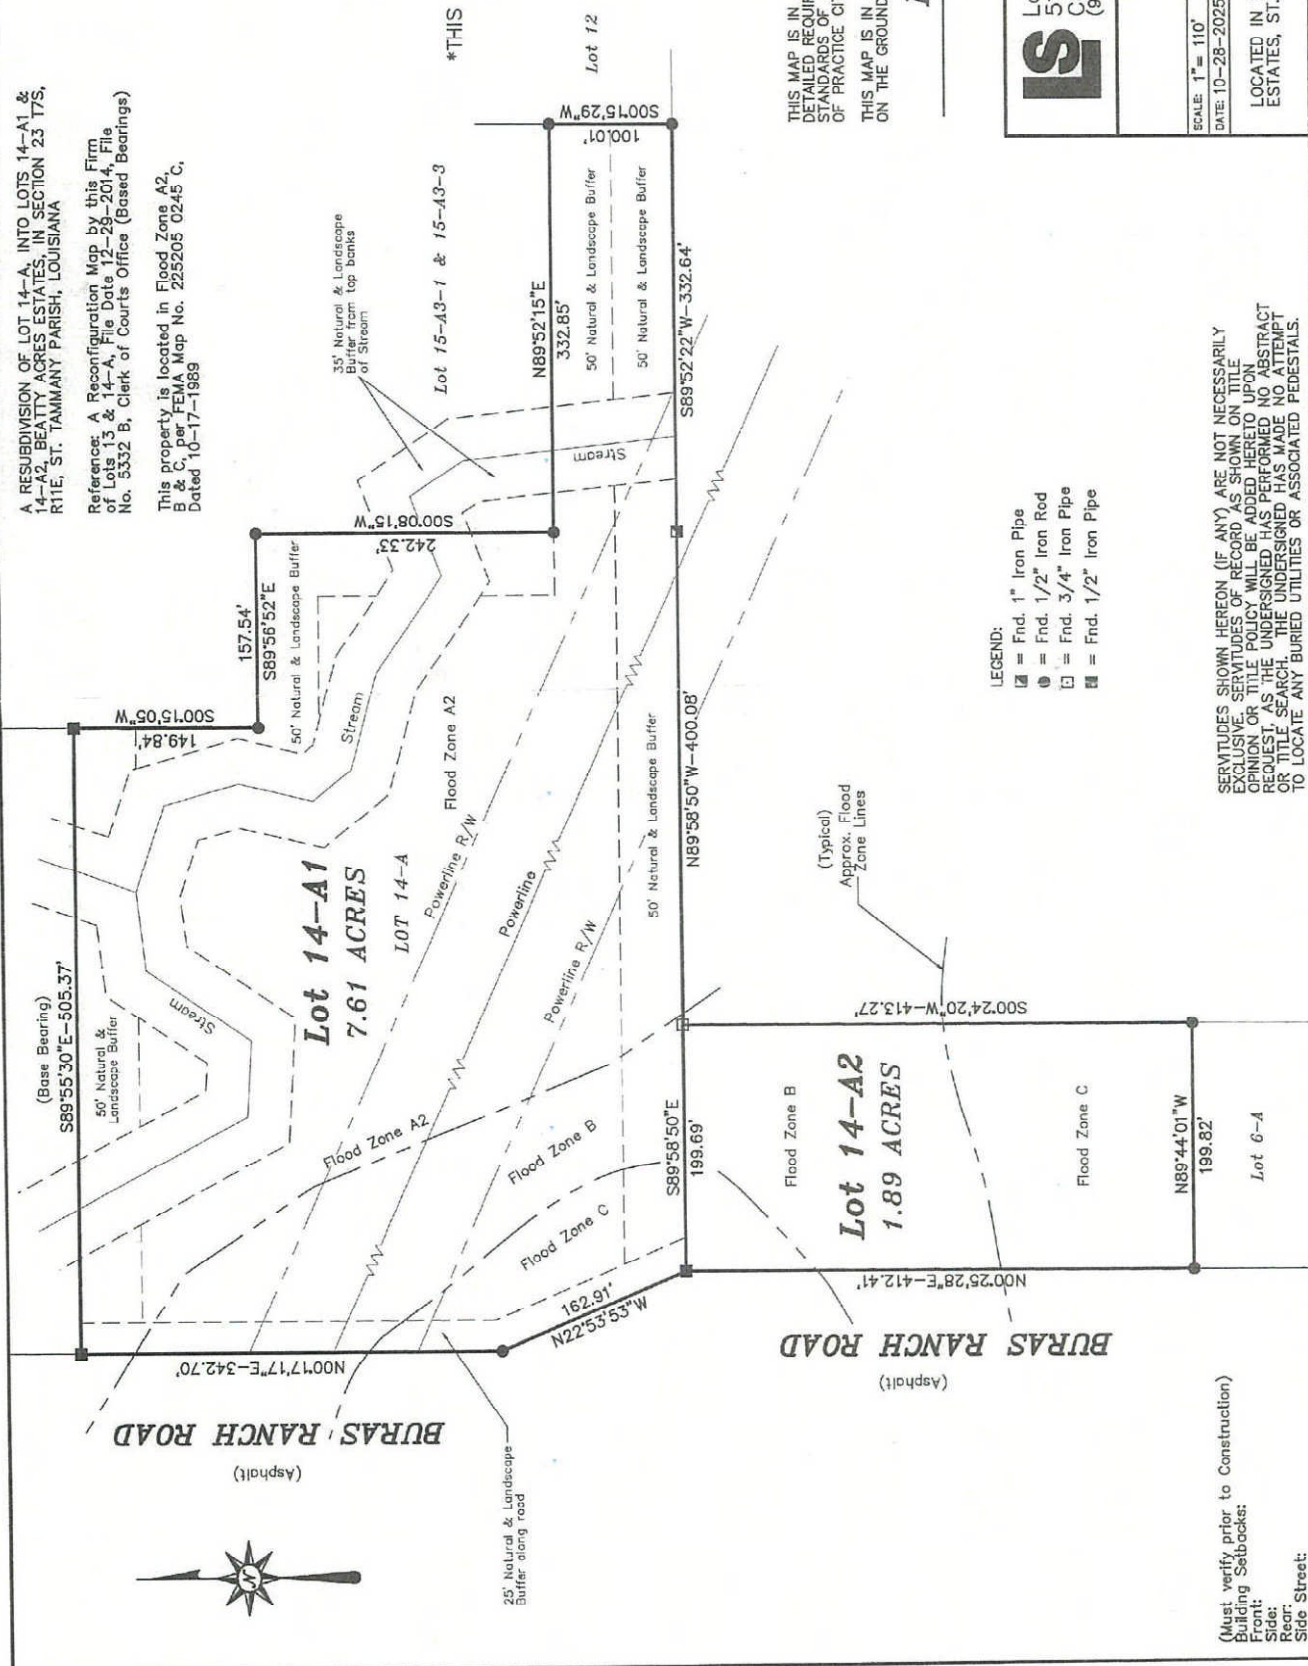 A RESUBDIVISION OF LOT 14-A, INTO LOTS 14-A1 &
14-A2, BEATTY ACRES ESTATES, IN SECTION 23 T7S,
R11E, ST. TAMMANY PARISH, LOUISIANA
Reference: A Reconfiguration Map by this Firm
of Lots 13 & 14-A, File Date 12-29-2014, File
No. 5332 B, Clerk of Courts Office (Based Bearings)
This property is located in Flood Zone A2,
B & C, per FEMA Map No. 225205 0245 C,
Dated 10-17-1989
*THIS
(Base Bearing)
S89°55'30"E-505.37'
50' Natural &
Landscape Buffer
Stream
S00°15'05"W
149.84'
157.54'
S89°56'52"E
50' Natural & Landscape Buffer
S00°08'15"W
242.33'
35' Natural & Landscape
Buffer from top banks
of Stream
Lot 15-A3-1 & 15-A3-3
N89°52'15"E
332.85'
S00°15'29"W
100.01'
Lot 12
50' Natural & Landscape Buffer
50' Natural & Landscape Buffer
S89°52'22"W-332.64'
Stream
Stream
Lot 14-A1
7.61 ACRES
LOT 14-A
Flood Zone A2
Powerline R/W
Powerline
Powerline R/W
50' Natural & Landscape Buffer
N89°58'50"W-400.08'
Flood Zone A2
Flood Zone B
Flood Zone C
N00°17'17"E-342.70'
162.91'
N22°53'53"W
S89°58'50"E
199.69'
BURAS RANCH ROAD
(Asphalt)
25' Natural & Landscape
Buffer along road
BURAS RANCH ROAD
(Asphalt)
N00°25'28"E-412.41'
Flood Zone B
Lot 14-A2
1.89 ACRES
Flood Zone C
S00°24'20"W-413.27'
N89°44'01"W
199.82'
Lot 6-A
(Typical)
Approx. Flood
Zone Lines
LEGEND:
= Fnd. 1" Iron Pipe
= Fnd. 1/2" Iron Rod
= Fnd. 3/4" Iron Pipe
= Fnd. 1/2" Iron Pipe
N
(Must verify prior to Construction)
Building Setbacks:
Front:
Side:
Rear:
Side Street:
SERVITUDES SHOWN HEREON (IF ANY) ARE NOT NECESSARILY
EXCLUSIVE. SERVITUDES OF RECORD AS SHOWN ON TITLE
OPINION OR TITLE POLICY WILL BE ADDED HERETO UPON
REQUEST, AS THE UNDERSIGNED HAS PERFORMED NO ABSTRACT
OR TITLE SEARCH. THE UNDERSIGNED HAS MADE NO ATTEMPT
TO LOCATE ANY BURIED UTILITIES OR ASSOCIATED PEDESTALS.
THIS MAP IS IN
DETAILED REQUIR
STANDARDS OF
OF PRACTICE CI
THIS MAP IS IN
ON THE GROUND
LS
SCALE: 1"= 110'
DATE: 10-28-2025
LOCATED IN
ESTATES, ST.